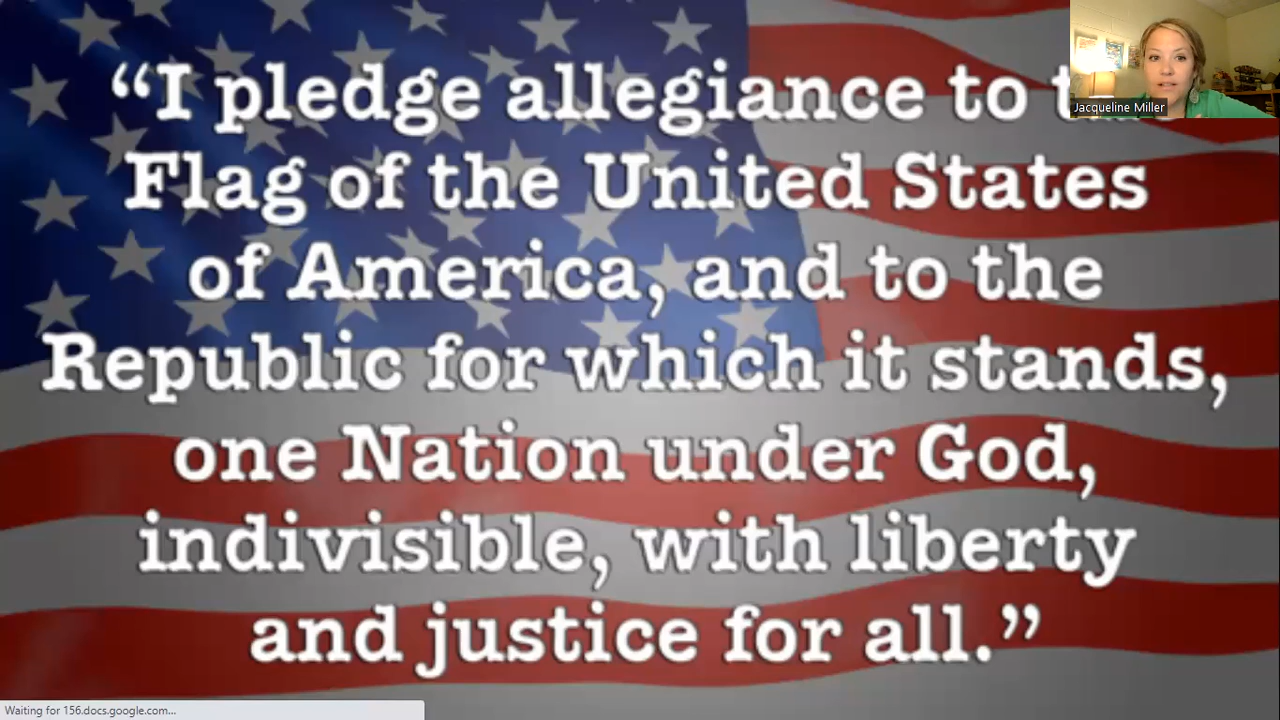 “I pledge allegiance to
Flag of the United States
of America, and to the
Republic for which it stands,
one Nation under God,
indivisible, with liberty
and justice for all.”
Jacqueline Miller
Waiting for 156.docs.google.com...